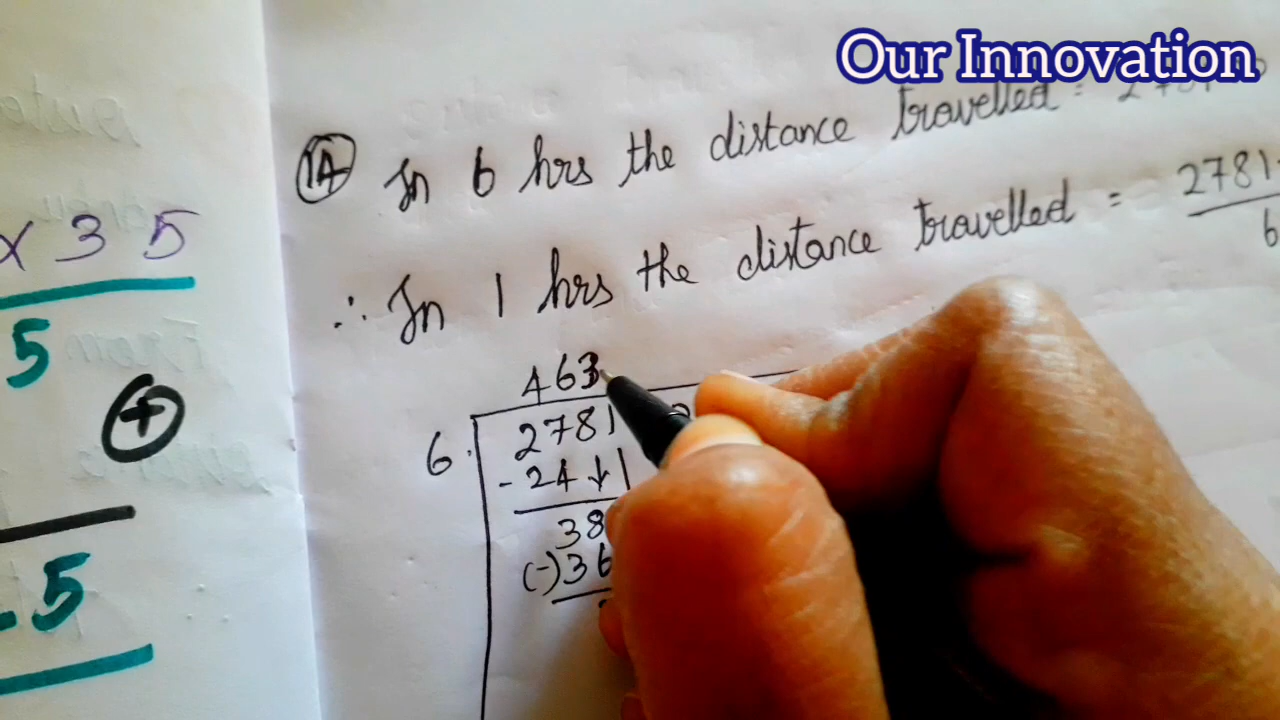 Our Innovation
1A In 6 hrs the distance travelled =
∴ In 1 hrs the distance travelled = 2781
6
463
6 2781
- 24 ↓
38
(-) 36
x 35
5
+
.5